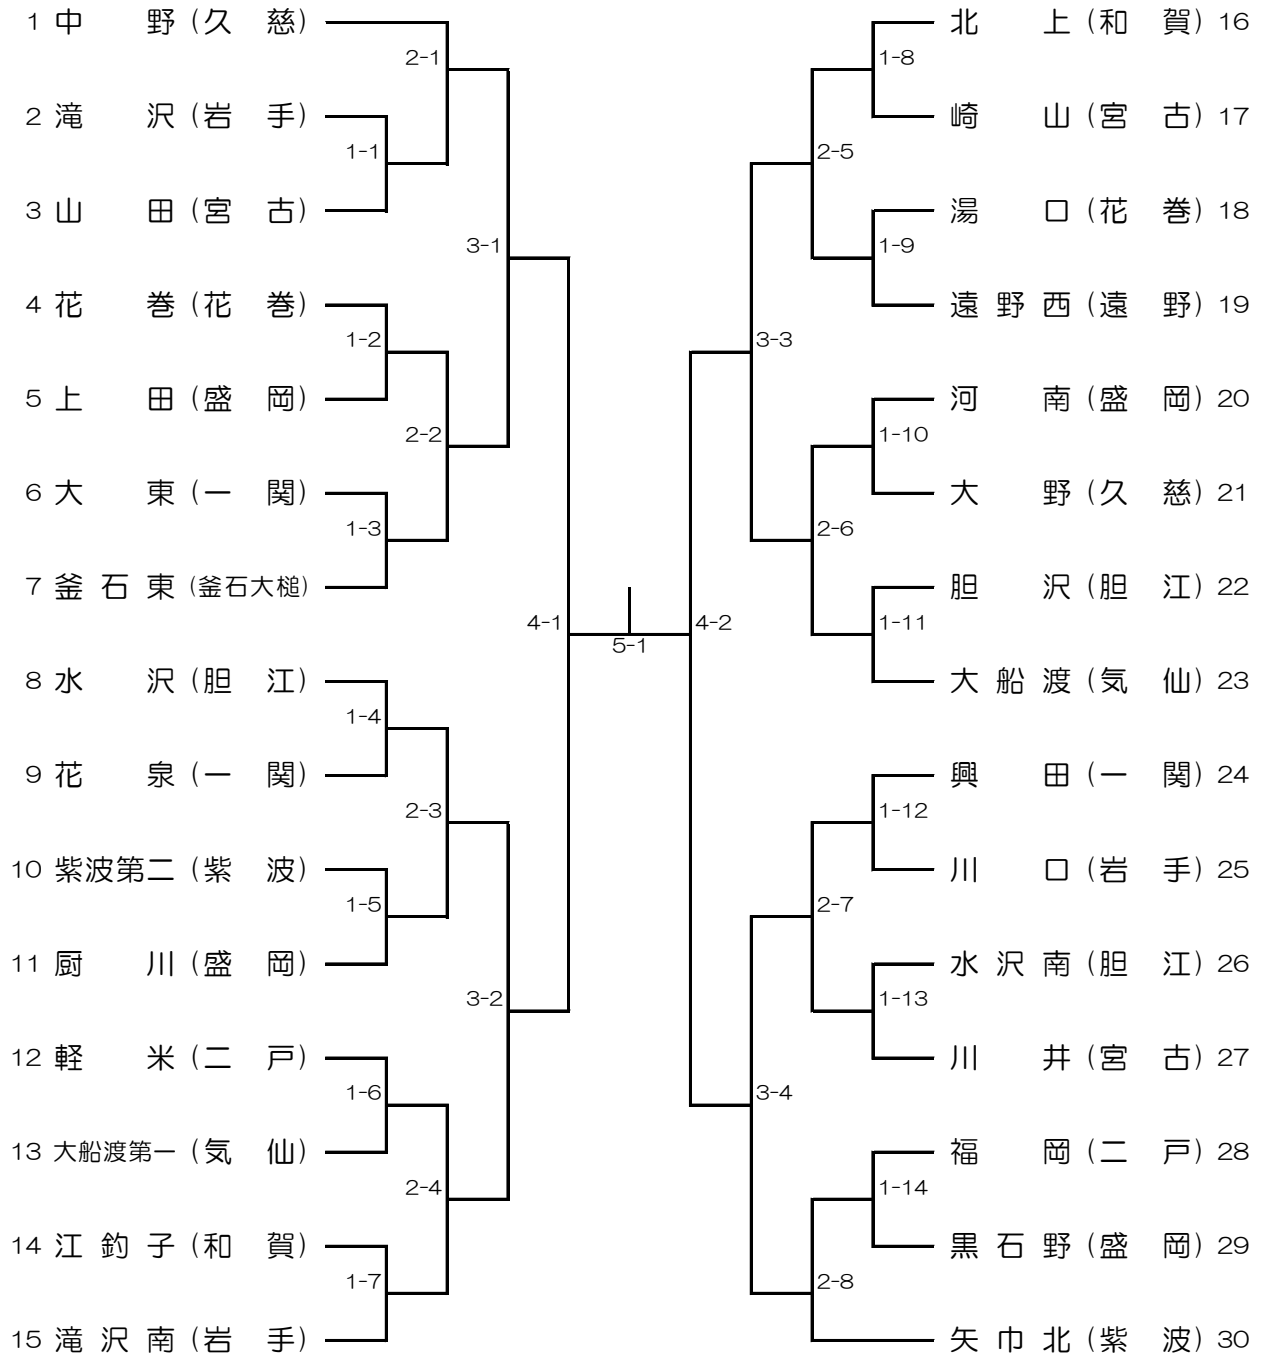 1 中 野 (久 慈)
2-1
2 滝 沢 (岩 手)
1-1
3 山 田 (宮 古)
3-1
4 花 巻 (花 巻)
1-2
5 上 田 (盛 岡)
2-2
6 大 東 (一 関)
1-3
7 釜 石 東 (釜石大槌)
4-1
8 水 沢 (胆 江)
1-4
9 花 泉 (一 関)
2-3
10 紫波第二 (紫 波)
1-5
11 厨 川 (盛 岡)
3-2
12 軽 米 (二 戸)
1-6
13 大船渡第一 (気 仙)
2-4
14 江 釣 子 (和 賀)
1-7
15 滝 沢 南 (岩 手)
5-1
北 上 (和 賀) 16
1-8
崎 山 (宮 古) 17
2-5
湯 口 (花 巻) 18
1-9
遠 野 西 (遠 野) 19
3-3
河 南 (盛 岡) 20
1-10
大 野 (久 慈) 21
2-6
胆 沢 (胆 江) 22
1-11
4-2
大 船 渡 (気 仙) 23
興 田 (一 関) 24
1-12
川 口 (岩 手) 25
2-7
水 沢 南 (胆 江) 26
1-13
川 井 (宮 古) 27
3-4
福 岡 (二 戸) 28
1-14
黒 石 野 (盛 岡) 29
2-8
矢 巾 北 (紫 波) 30